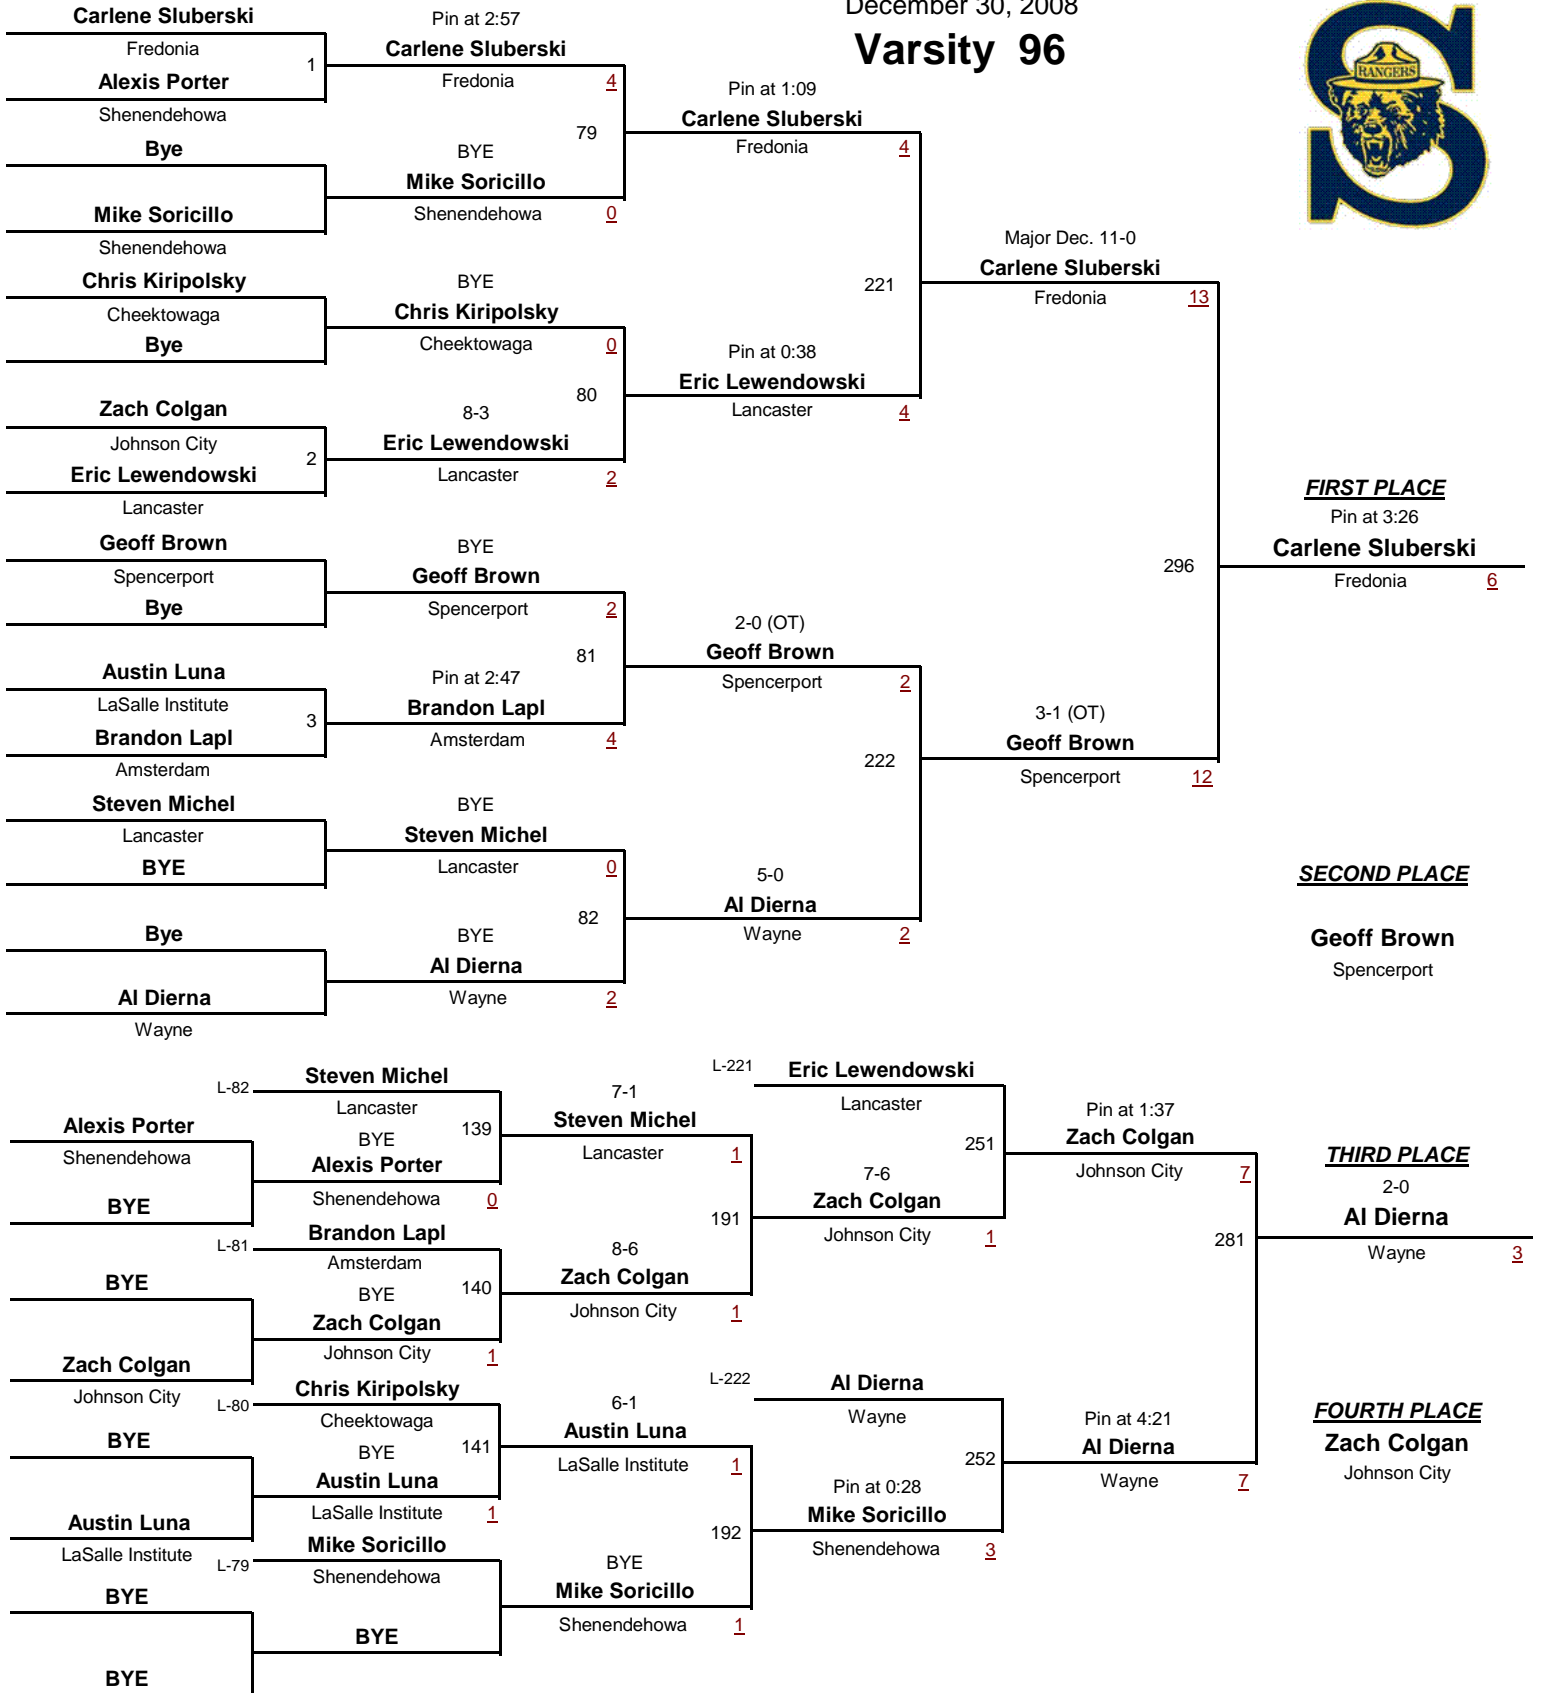 December 30, 2008
Varsity 96
RANGERS
Carlene Sluberski
Fredonia
1
Alexis Porter
Shenendehowa
Bye
Mike Soricillo
Shenendehowa
Chris Kiripolsky
Cheektowaga
Bye
Zach Colgan
Johnson City
2
Eric Lewendowski
Lancaster
Geoff Brown
Spencerport
Bye
Austin Luna
LaSalle Institute
3
Brandon Lapl
Amsterdam
Steven Michel
Lancaster
BYE
Bye
Al Dierna
Wayne
Pin at 2:57
Carlene Sluberski
Fredonia 4
79
BYE
Mike Soricillo
Shenendehowa 0
BYE
Chris Kiripolsky
Cheektowaga 0
80
8-3
Eric Lewendowski
Lancaster 2
BYE
Geoff Brown
Spencerport 2
81
Pin at 2:47
Brandon Lapl
Amsterdam 4
BYE
Steven Michel
Lancaster 0
82
BYE
Al Dierna
Wayne 2
Pin at 1:09
Carlene Sluberski
Fredonia 4
221
Pin at 0:38
Eric Lewendowski
Lancaster 4
2-0 (OT)
Geoff Brown
Spencerport 2
222
5-0
Al Dierna
Wayne 2
Major Dec. 11-0
Carlene Sluberski
Fredonia 13
296
3-1 (OT)
Geoff Brown
Spencerport 12
FIRST PLACE
Pin at 3:26
Carlene Sluberski
Fredonia 6
SECOND PLACE
Geoff Brown
Spencerport
Alexis Porter
Shenendehowa
BYE
BYE
Zach Colgan
Johnson City
BYE
Austin Luna
LaSalle Institute
BYE
BYE
L-82
Steven Michel
Lancaster
139
BYE
Alexis Porter
Shenendehowa 0
L-81
Brandon Lapl
Amsterdam
140
BYE
Zach Colgan
Johnson City 1
L-80
Chris Kiripolsky
Cheektowaga
141
BYE
Austin Luna
LaSalle Institute 1
L-79
Mike Soricillo
Shenendehowa
BYE
7-1
Steven Michel
Lancaster 1
191
8-6
Zach Colgan
Johnson City 1
6-1
Austin Luna
LaSalle Institute 1
192
BYE
Mike Soricillo
Shenendehowa 1
L-221
Eric Lewendowski
Lancaster
251
7-6
Zach Colgan
Johnson City 1
L-222
Al Dierna
Wayne
252
Pin at 0:28
Mike Soricillo
Shenendehowa 3
Pin at 1:37
Zach Colgan
Johnson City 7
281
Pin at 4:21
Al Dierna
Wayne 7
THIRD PLACE
2-0
Al Dierna
Wayne 3
FOURTH PLACE
Zach Colgan
Johnson City